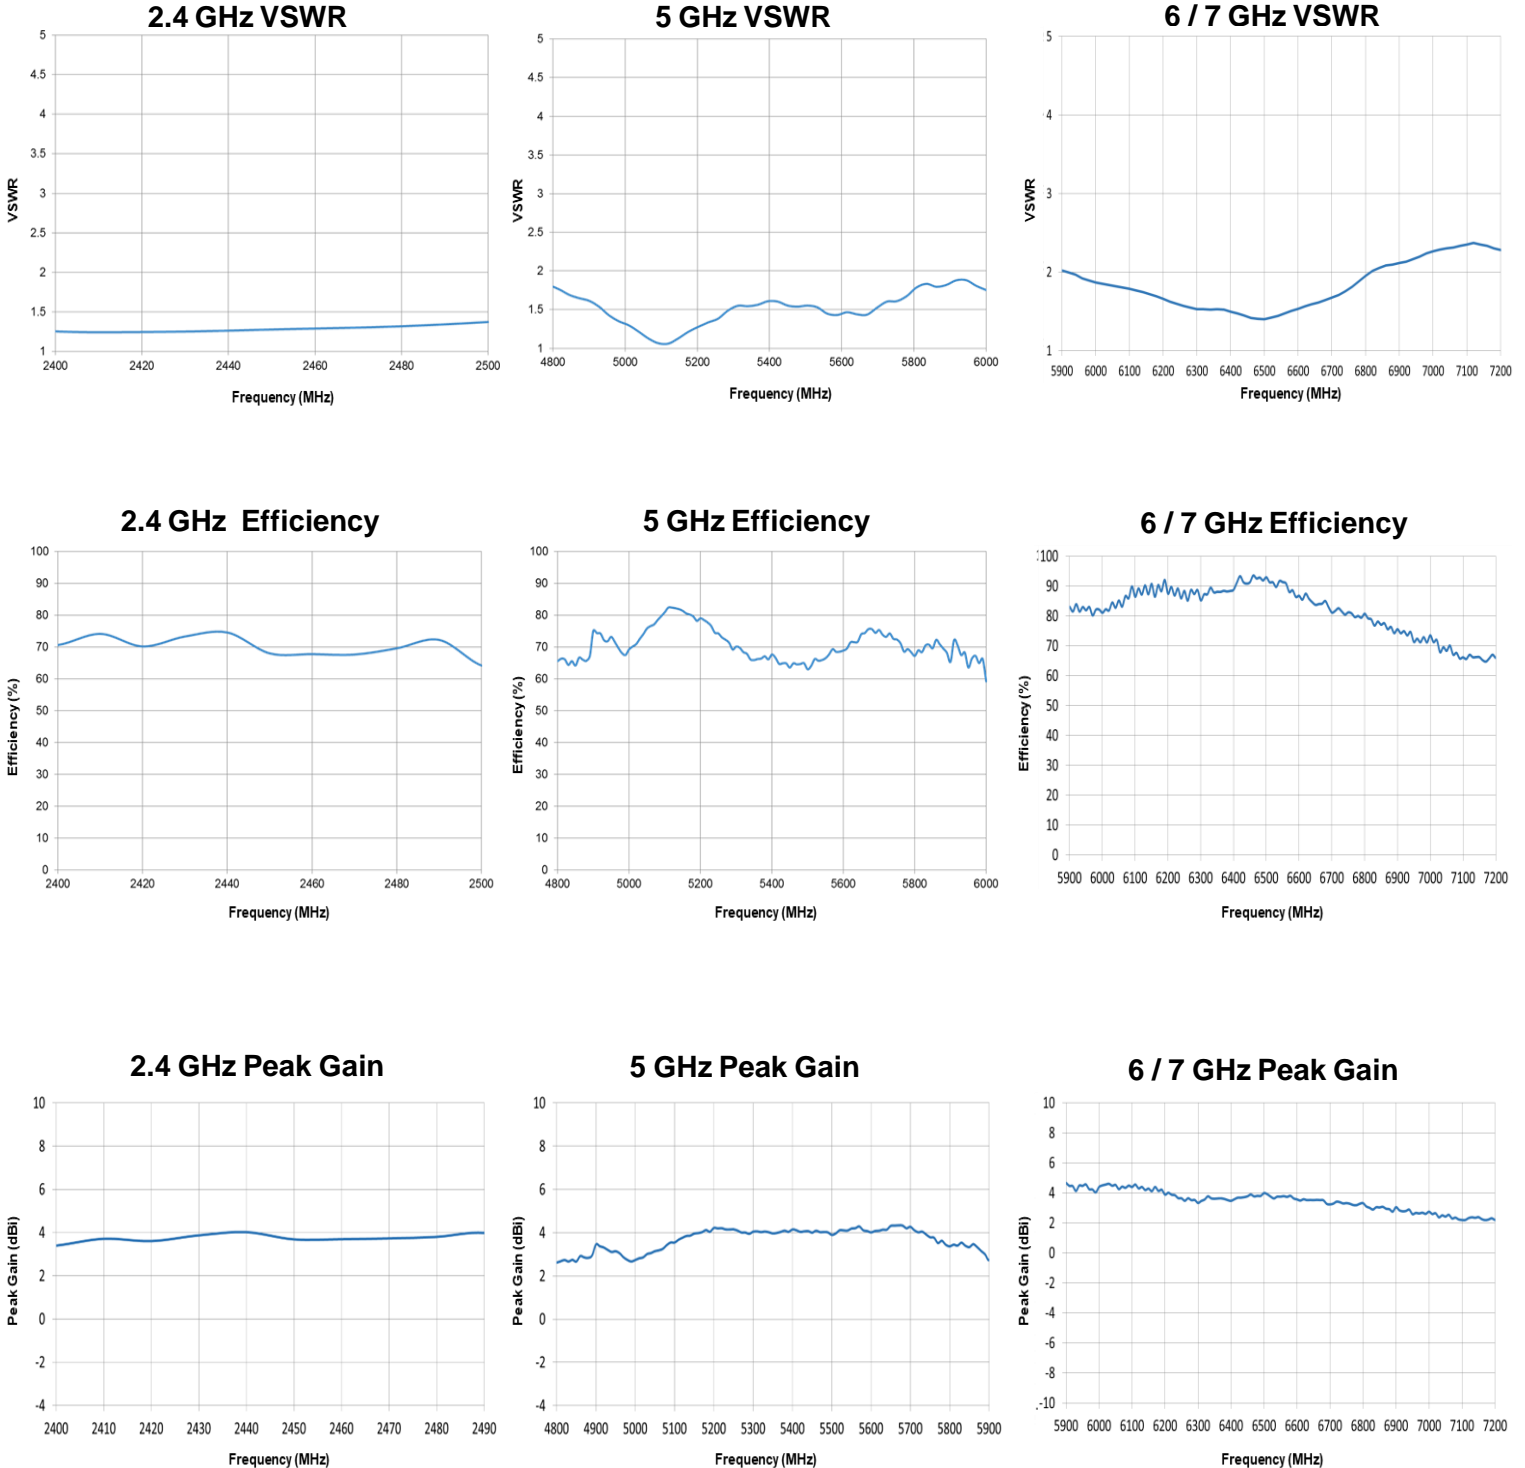 2.4 GHz VSWR
5
4.5
4
3.5
3
2.5
2
1.5
1
VSWR
2400 2420 2440 2460 2480 2500
Frequency (MHz)
5 GHz VSWR
5
4.5
4
3.5
3
2.5
2
1.5
1
VSWR
4800 5000 5200 5400 5600 5800 6000
Frequency (MHz)
6 / 7 GHz VSWR
5
4
3
2
1
VSWR
5900 6000 6100 6200 6300 6400 6500 6600 6700 6800 6900 7000 7100 7200
Frequency (MHz)
2.4 GHz Efficiency
100
90
80
70
60
50
40
30
20
10
0
Efficiency (%)
2400 2420 2440 2460 2480 2500
Frequency (MHz)
5 GHz Efficiency
100
90
80
70
60
50
40
30
20
10
0
Efficiency (%)
4800 5000 5200 5400 5600 5800 6000
Frequency (MHz)
6 / 7 GHz Efficiency
100
90
80
70
60
50
40
30
20
10
0
Efficiency (%)
5900 6000 6100 6200 6300 6400 6500 6600 6700 6800 6900 7000 7100 7200
Frequency (MHz)
2.4 GHz Peak Gain
10
8
6
4
2
0
-2
-4
Peak Gain (dBi)
2400 2410 2420 2430 2440 2450 2460 2470 2480 2490
Frequency (MHz)
5 GHz Peak Gain
10
8
6
4
2
0
-2
-4
Peak Gain (dBi)
4800 4900 5000 5100 5200 5300 5400 5500 5600 5700 5800 5900
Frequency (MHz)
6 / 7 GHz Peak Gain
10
8
6
4
2
0
-2
-4
-6
-8
-10
Peak Gain (dBi)
5900 6000 6100 6200 6300 6400 6500 6600 6700 6800 6900 7000 7100 7200
Frequency (MHz)